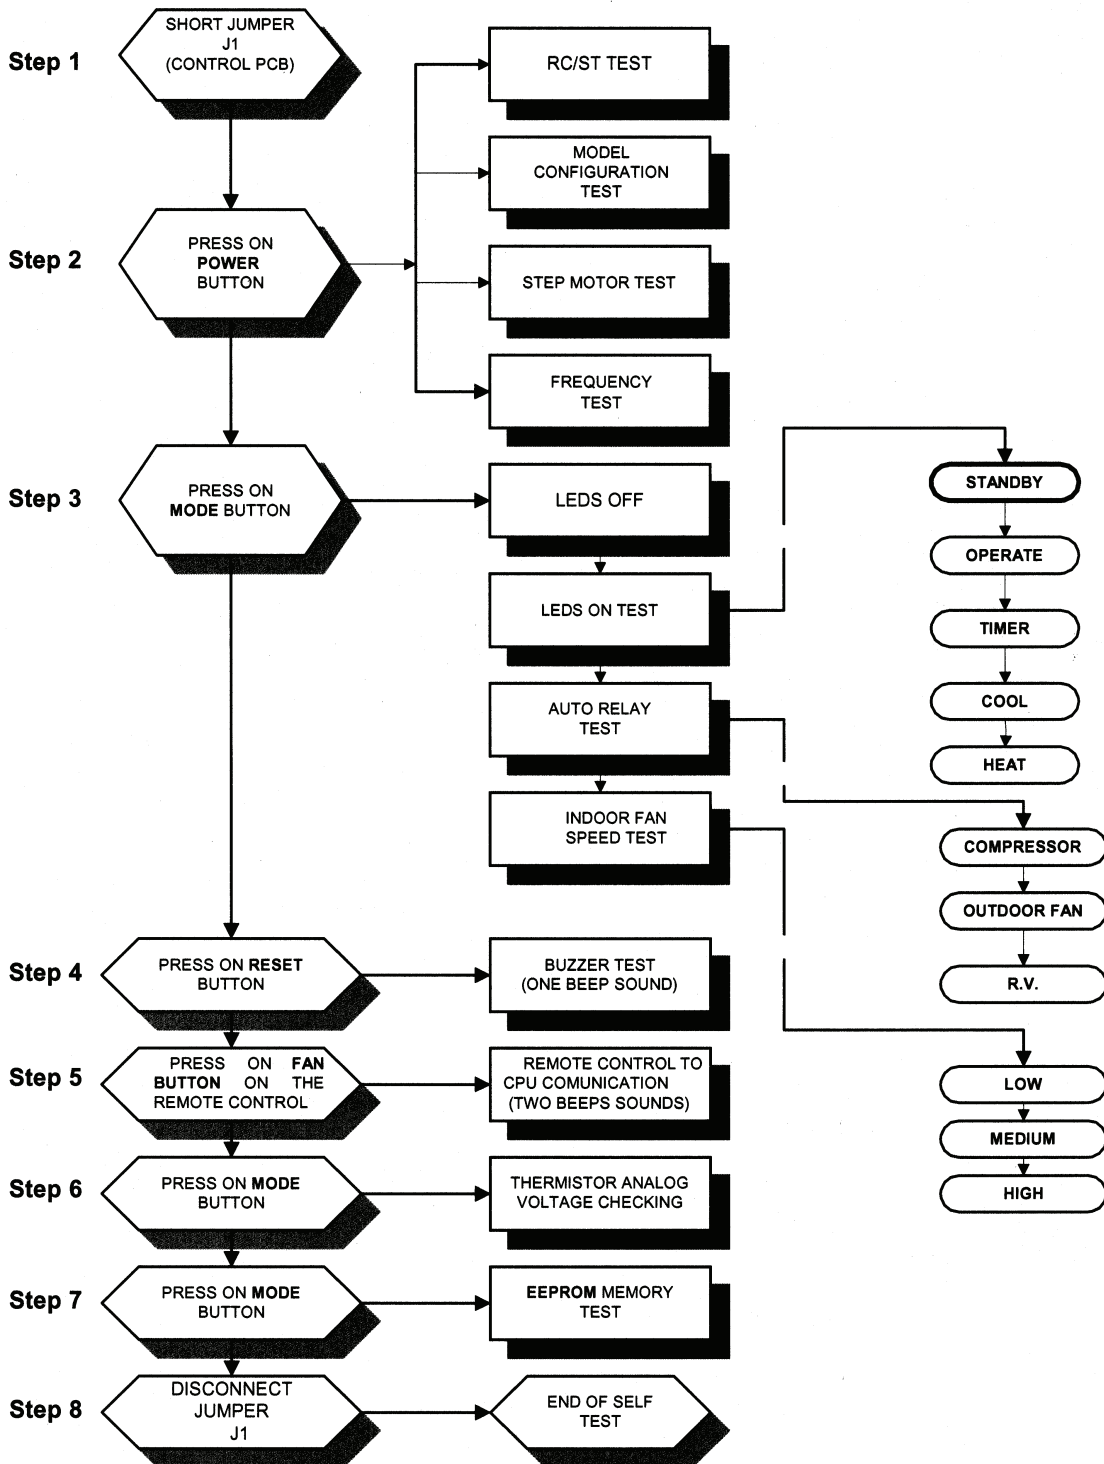 Step 1
SHORT JUMPER
J1
(CONTROL PCB)
RC/ST TEST
MODEL
CONFIGURATION
TEST
Step 2
PRESS ON
POWER
BUTTON
STEP MOTOR TEST
FREQUENCY
TEST
Step 3
PRESS ON
MODE BUTTON
LEDS OFF
LEDS ON TEST
AUTO RELAY
TEST
INDOOR FAN
SPEED TEST
STANDBY
OPERATE
TIMER
COOL
HEAT
COMPRESSOR
OUTDOOR FAN
R.V.
LOW
MEDIUM
HIGH
Step 4
PRESS ON RESET
BUTTON
BUZZER TEST
(ONE BEEP SOUND)
Step 5
PRESS ON FAN
BUTTON ON THE
REMOTE CONTROL
REMOTE CONTROL TO
CPU COMUNICATION
(TWO BEEPS SOUNDS)
Step 6
PRESS ON MODE
BUTTON
THERMISTOR ANALOG
VOLTAGE CHECKING
Step 7
PRESS ON MODE
BUTTON
EEPROM MEMORY
TEST
Step 8
DISCONNECT
JUMPER
J1
END OF SELF
TEST